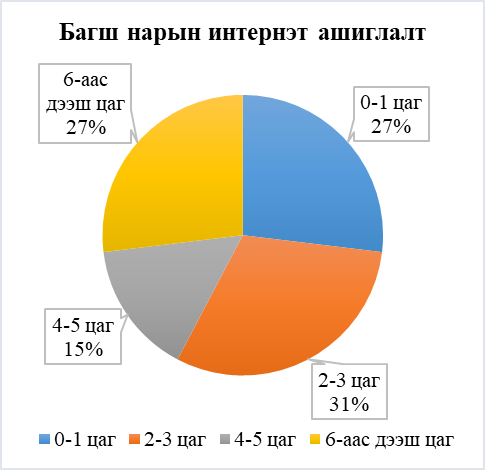 Багш нарын интернэт ашиглалт
6-аас
дээш цаг
27%
0-1 цаг
27%
4-5 цаг
15%
2-3 цаг
31%
0-1 цаг 2-3 цаг 4-5 цаг 6-аас дээш цаг